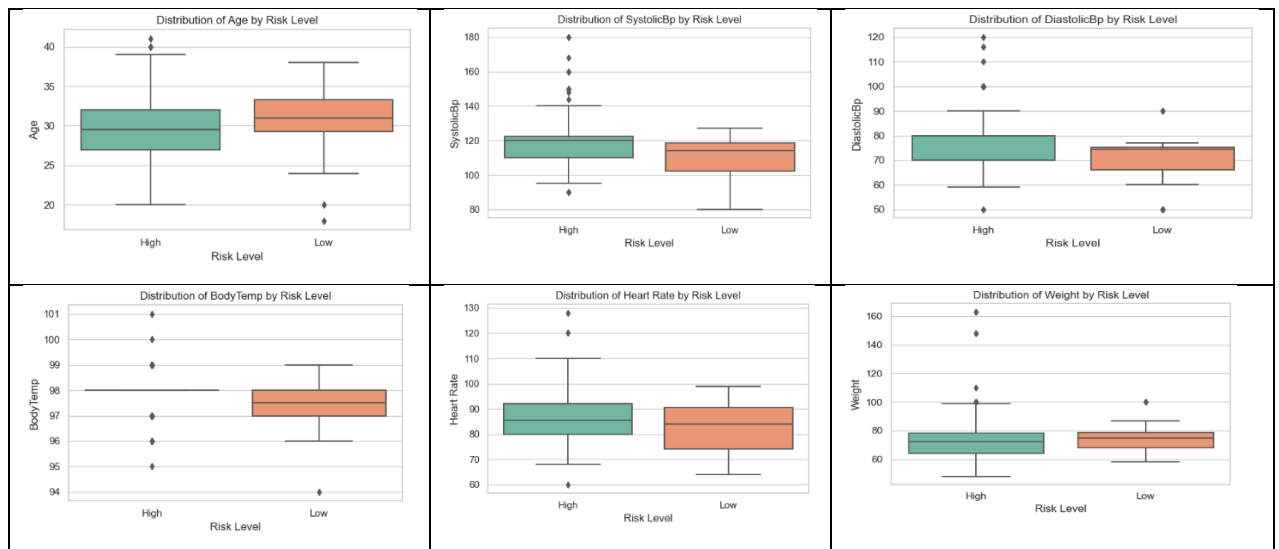 Distribution of Age by Risk Level
40
35
30
25
20
Age
High
Low
Risk Level
Distribution of SystolicBp by Risk Level
180
160
140
120
100
80
SystolicBp
High
Low
Risk Level
Distribution of DiastolicBp by Risk Level
120
110
100
90
80
70
60
50
DiastolicBp
High
Low
Risk Level
Distribution of BodyTemp by Risk Level
101
100
99
98
97
96
95
94
BodyTemp
High
Low
Risk Level
Distribution of Heart Rate by Risk Level
130
120
110
100
90
80
70
60
Heart Rate
High
Low
Risk Level
Distribution of Weight by Risk Level
160
140
120
100
80
60
Weight
High
Low
Risk Level